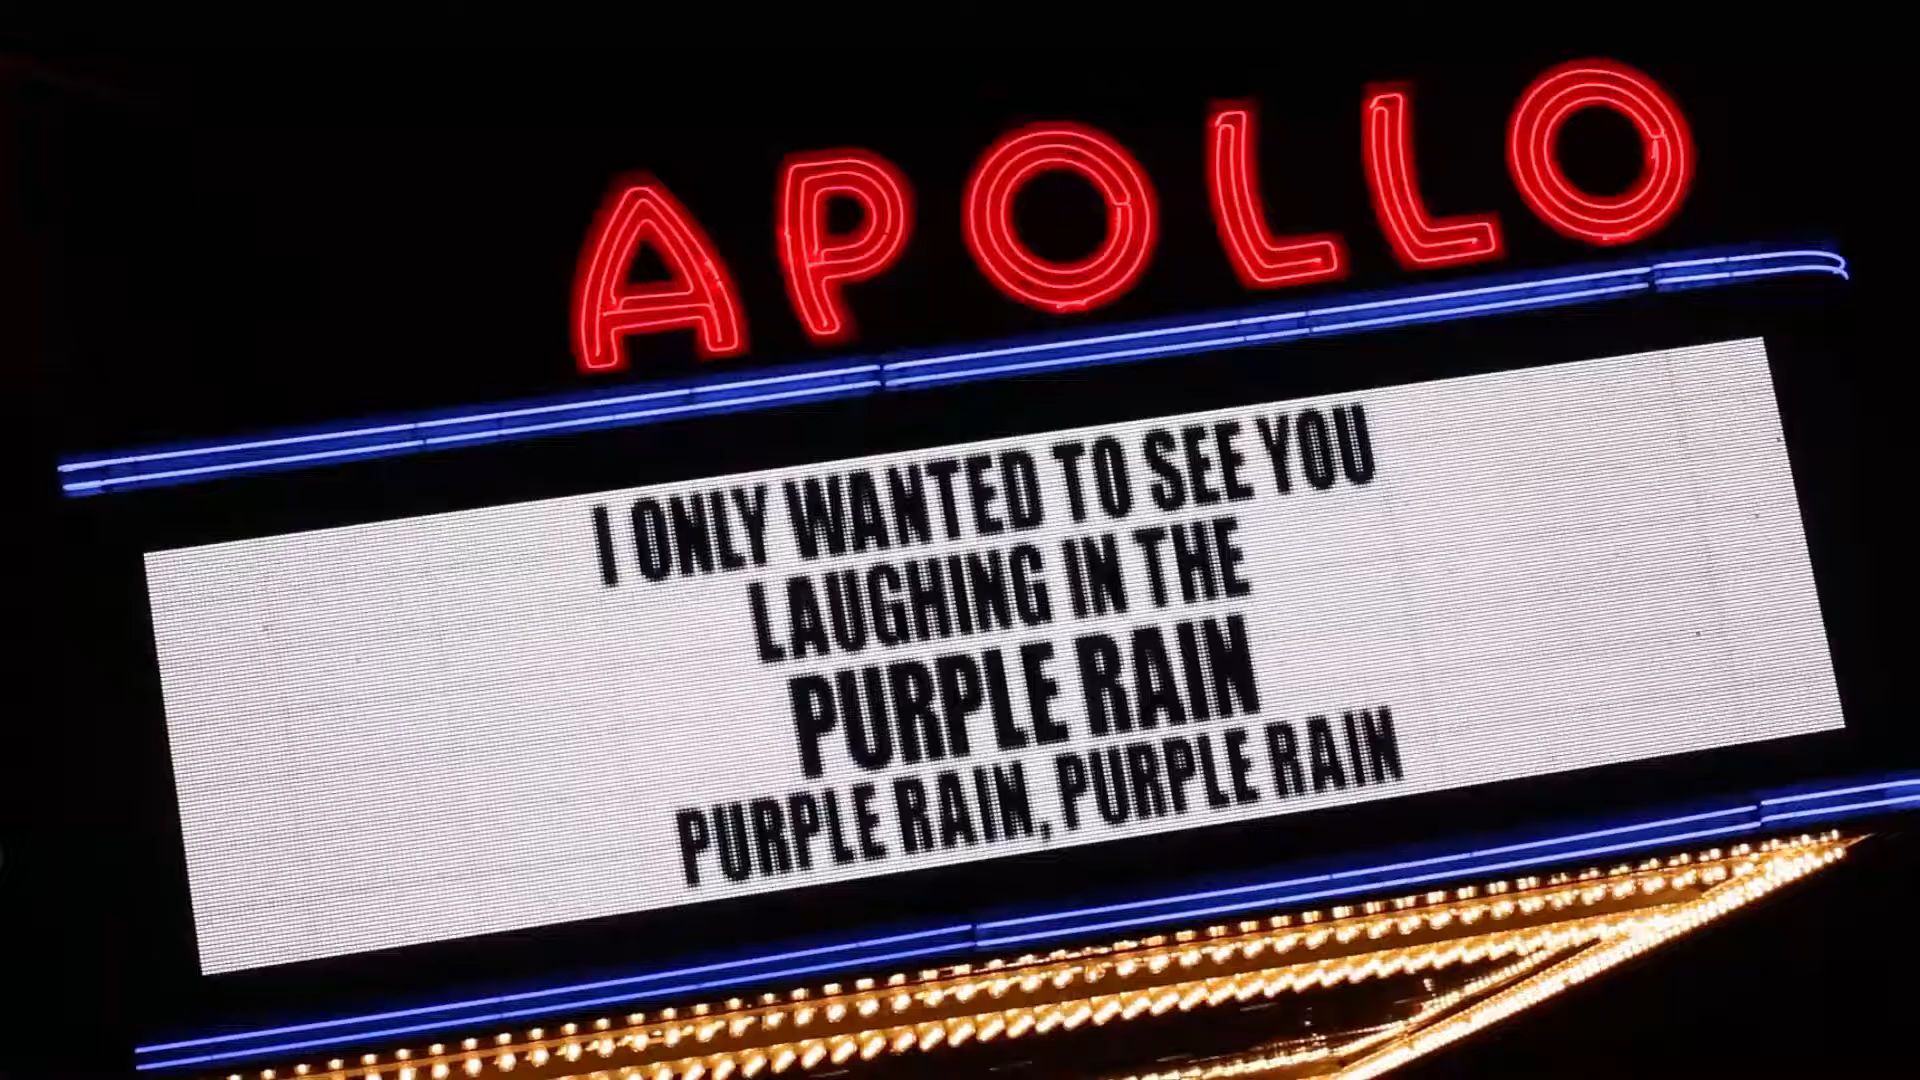 APOLLO
I ONLY WANTED TO SEE YOU
LAUGHING IN THE
PURPLE RAIN
PURPLE RAIN, PURPLE RAIN